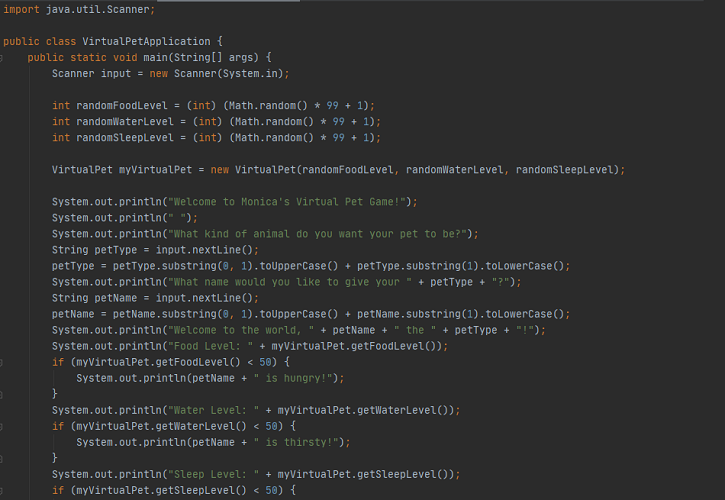 import java.util.Scanner;
public class VirtualPetApplication {
public static void main(String[] args) {
Scanner input = new Scanner(System.in);
int randomFoodLevel = (int) (Math.random() * 99 + 1);
int randomWaterLevel = (int) (Math.random() * 99 + 1);
int randomSleepLevel = (int) (Math.random() * 99 + 1);
VirtualPet myVirtualPet = new VirtualPet(randomFoodLevel, randomWaterLevel, randomSleepLevel);
System.out.println("Welcome to Monica's Virtual Pet Game!");
System.out.println(" ");
System.out.println("What kind of animal do you want your pet to be?");
String petType = input.nextLine();
petType = petType.substring(0, 1).toUpperCase() + petType.substring(1).toLowerCase();
System.out.println("What name would you like to give your " + petType + "?");
String petName = input.nextLine();
petName = petName.substring(0, 1).toUpperCase() + petName.substring(1).toLowerCase();
System.out.println("Welcome to the world, " + petName + " the " + petType + "!");
System.out.println("Food Level: " + myVirtualPet.getFoodLevel());
if (myVirtualPet.getFoodLevel() < 50) {
System.out.println(petName + " is hungry!");
}
System.out.println("Water Level: " + myVirtualPet.getWaterLevel());
if (myVirtualPet.getWaterLevel() < 50) {
System.out.println(petName + " is thirsty!");
}
System.out.println("Sleep Level: " + myVirtualPet.getSleepLevel());
if (myVirtualPet.getSleepLevel() < 50) {